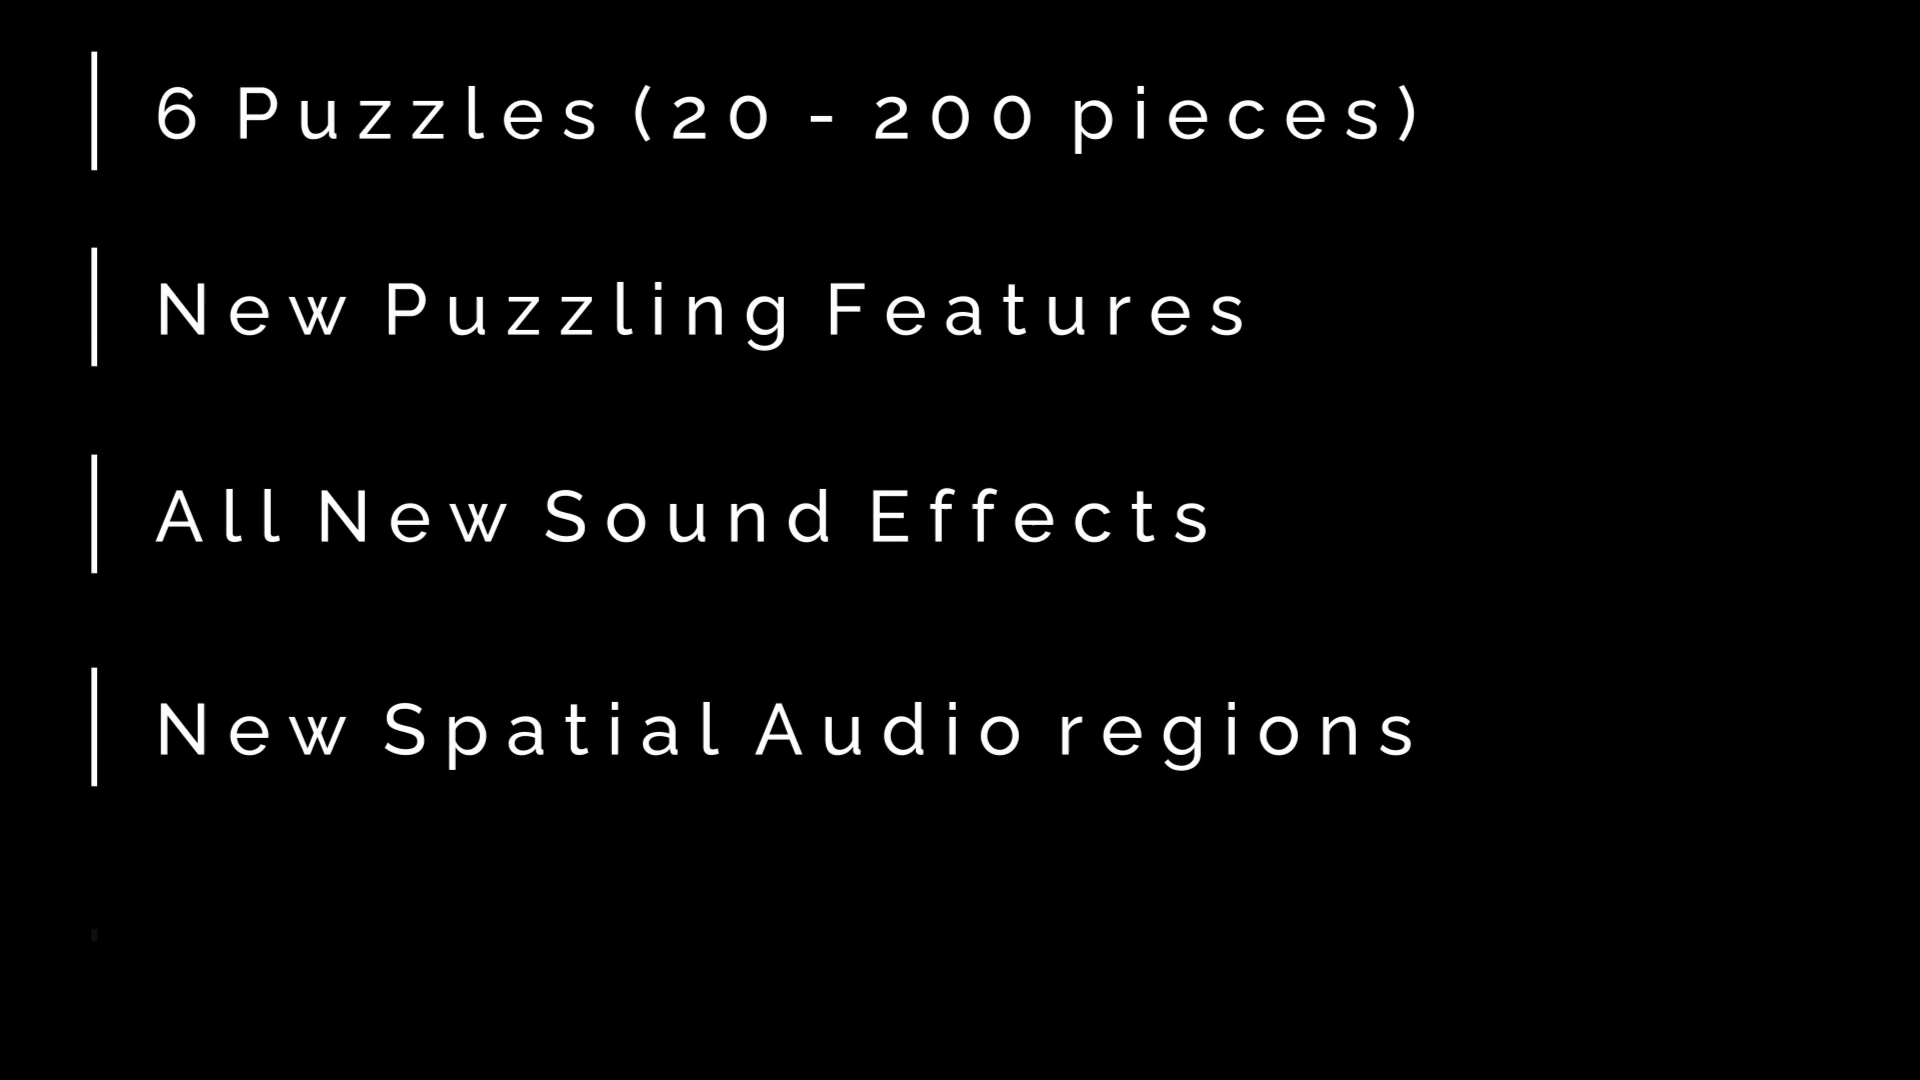 6 Puzzles (20 - 200 pieces)
New Puzzling Features
All New Sound Effects
New Spatial Audio regions